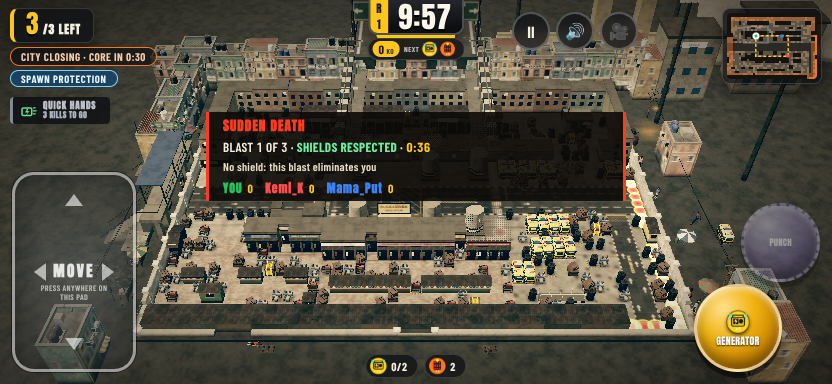 3 /3 LEFT
R 1 9:57
0 KO NEXT
CITY CLOSING · CORE IN 0:30
SPAWN PROTECTION
QUICK HANDS
3 KILLS TO GO
SUDDEN DEATH
BLAST 1 OF 3 · SHIELDS RESPECTED · 0:36
No shield: this blast eliminates you
YOU 0 Kemi_K 0 Mama_Put 0
MOVE
PRESS ANYWHERE ON
THIS PAD
PUNCH
GENERATOR
0/2 2